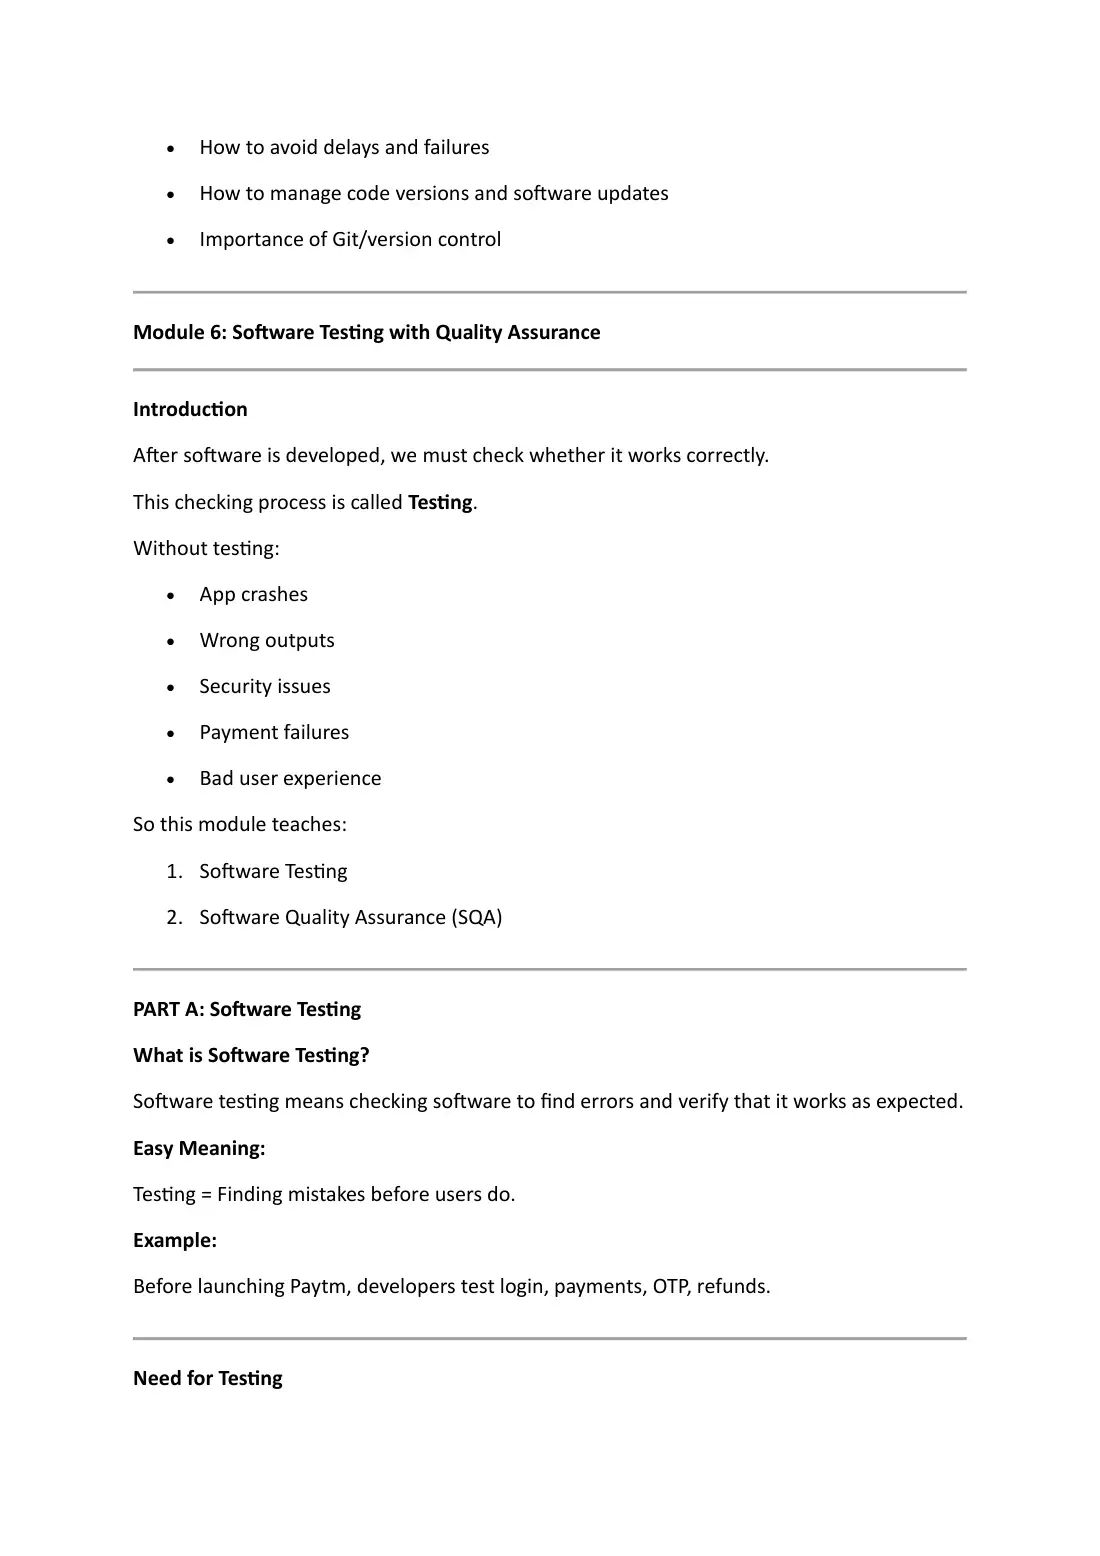 • How to avoid delays and failures
• How to manage code versions and software updates
• Importance of Git/version control
Module 6: Software Testing with Quality Assurance
Introduction
After software is developed, we must check whether it works correctly.
This checking process is called Testing.
Without testing:
• App crashes
• Wrong outputs
• Security issues
• Payment failures
• Bad user experience
So this module teaches:
1. Software Testing
2. Software Quality Assurance (SQA)
PART A: Software Testing
What is Software Testing?
Software testing means checking software to find errors and verify that it works as expected.
Easy Meaning:
Testing = Finding mistakes before users do.
Example:
Before launching Paytm, developers test login, payments, OTP, refunds.
Need for Testing